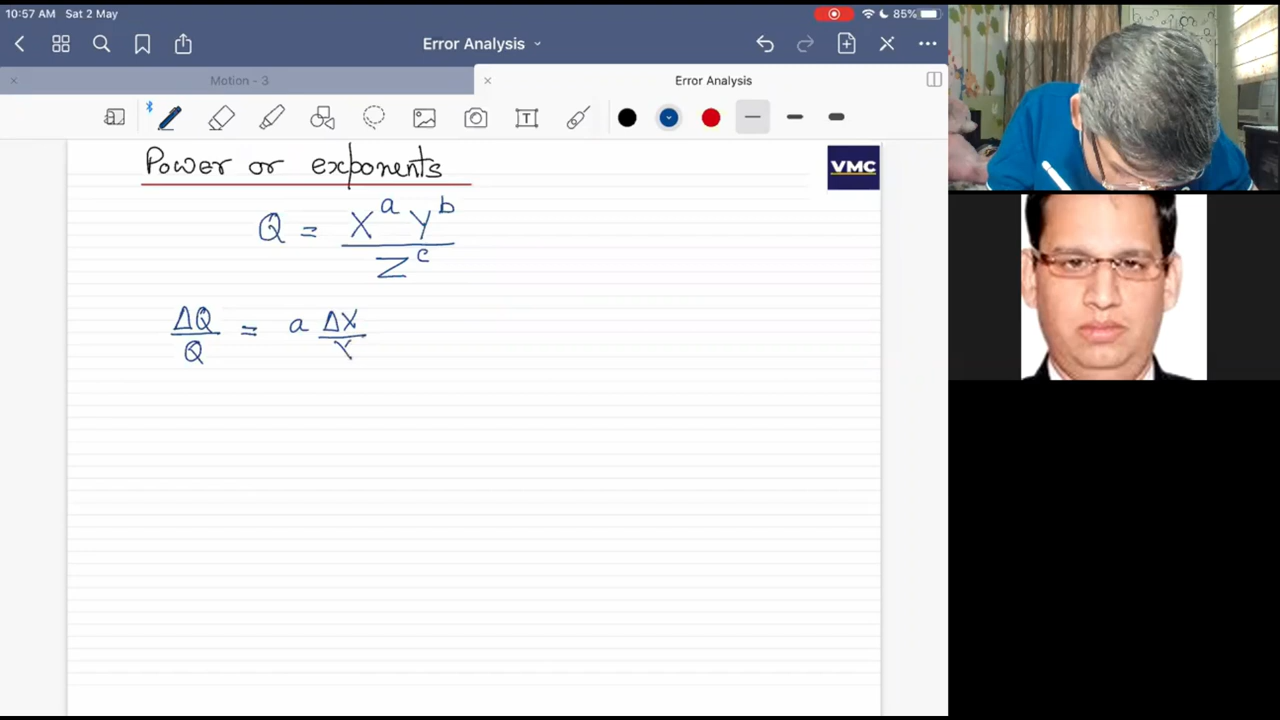 10:57 AM Sat 2 May 85%
Error Analysis
Motion - 3 Error Analysis
T
Power or exponents
VMC
Q = X^a Y^b / Z^c
ΔQ/Q = a ΔX/